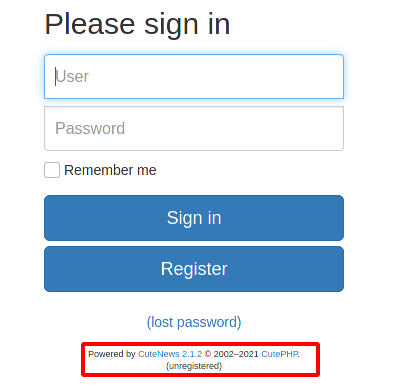 Please sign in
User
Password
Remember me
Sign in
Register
(lost password)
Powered by CuteNews 2.1.2 © 2002–2021 CutePHP.
(unregistered)